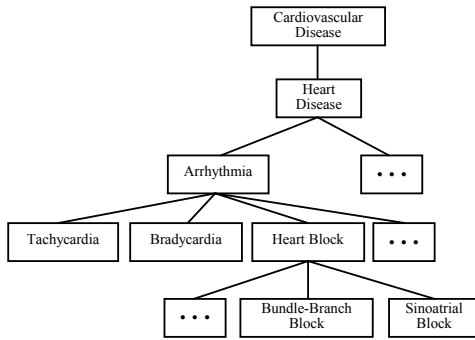 Cardiovascular
Disease
Heart
Disease
Arrhythmia
• • •
Tachycardia
Bradycardia
Heart Block
• • •
• • •
Bundle-Branch
Block
Sinoatrial
Block